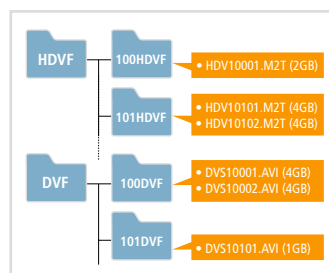 HDVF
100HDVF
• HDV10001.M2T (2GB)
101HDVF
• HDV10101.M2T (4GB)
• HDV10102.M2T (4GB)
DVF
100DVF
• DVS10001.AVI (4GB)
• DVS10002.AVI (4GB)
101DVF
• DVS10101.AVI (1GB)